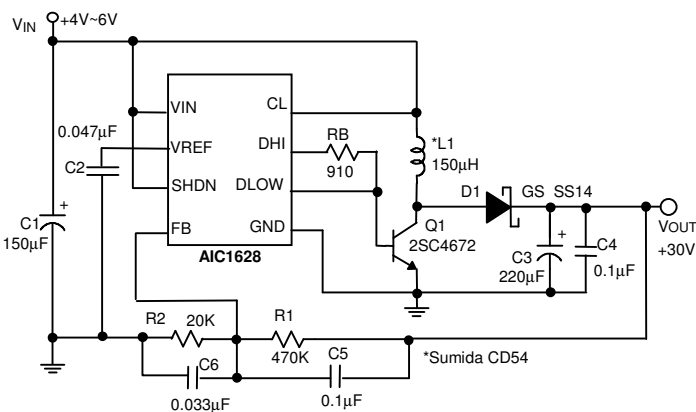 VIN +4V~6V
VIN
CL
0.047µF
VREF
DHI
RB
*L1
C2
910
150µH
SHDN
DLOW
D1
GS SS14
C1
+
150µF
FB
GND
Q1
2SC4672
+
C3
220µF
C4
0.1µF
VOUT
+30V
AIC1628
R2
20K
R1
470K
C5
0.1µF
*Sumida CD54
C6
0.033µF